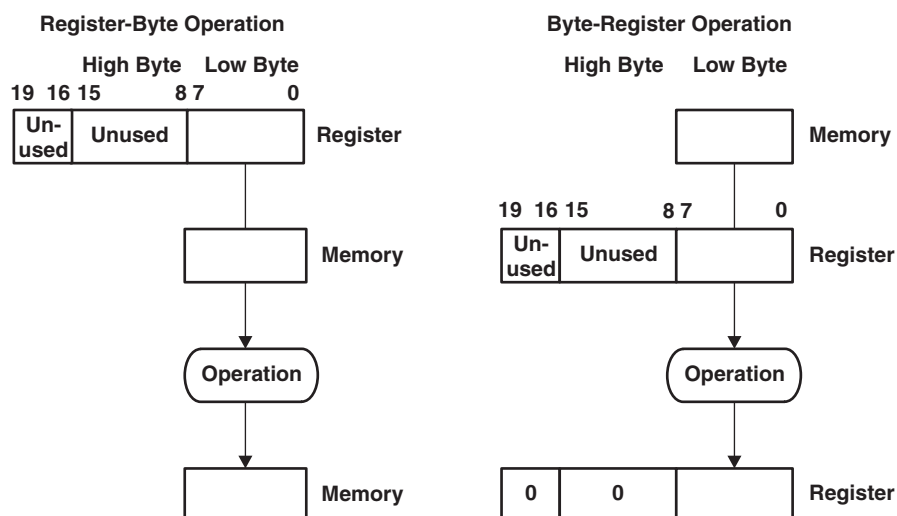 Register-Byte Operation
High Byte Low Byte
19 16 15 8 7 0
Un-
used
Unused
Register
Memory
Operation
Memory
Byte-Register Operation
High Byte Low Byte
Memory
19 16 15 8 7 0
Un-
used
Unused
Register
Operation
0 0 Register